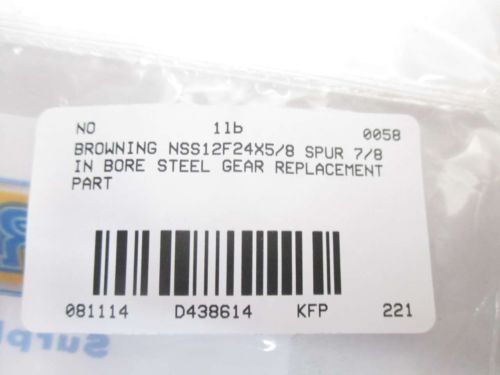 NO 1lb 0058
BROWNING NSS12F24X5/8 SPUR 7/8
IN BORE STEEL GEAR REPLACEMENT
PART
081114 D438614 KFP 221